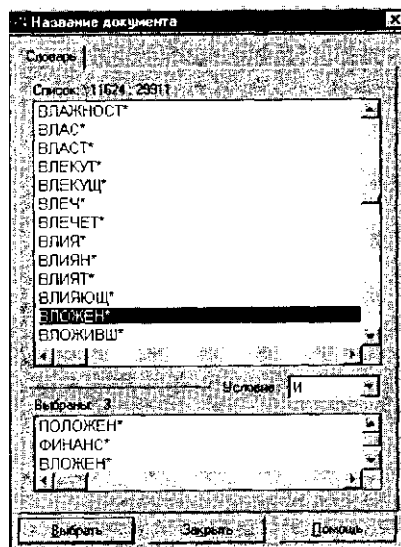 Название документа
Словарь
Список: 11624 : 29911
ВЛАЖНОСТ*
ВЛАС*
ВЛАСТ*
ВЛЕКУТ*
ВЛЕКУЩ*
ВЛЕЧ*
ВЛЕЧЕТ*
ВЛИЯ*
ВЛИЯН*
ВЛИЯТ*
ВЛИЯЮЩ*
ВЛОЖЕН*
ВЛОЖИВШ*
Условие: И
Выбраны: 3
ПОЛОЖЕН*
ФИНАНС*
ВЛОЖЕН*
Выбрать Закрыть Помощь